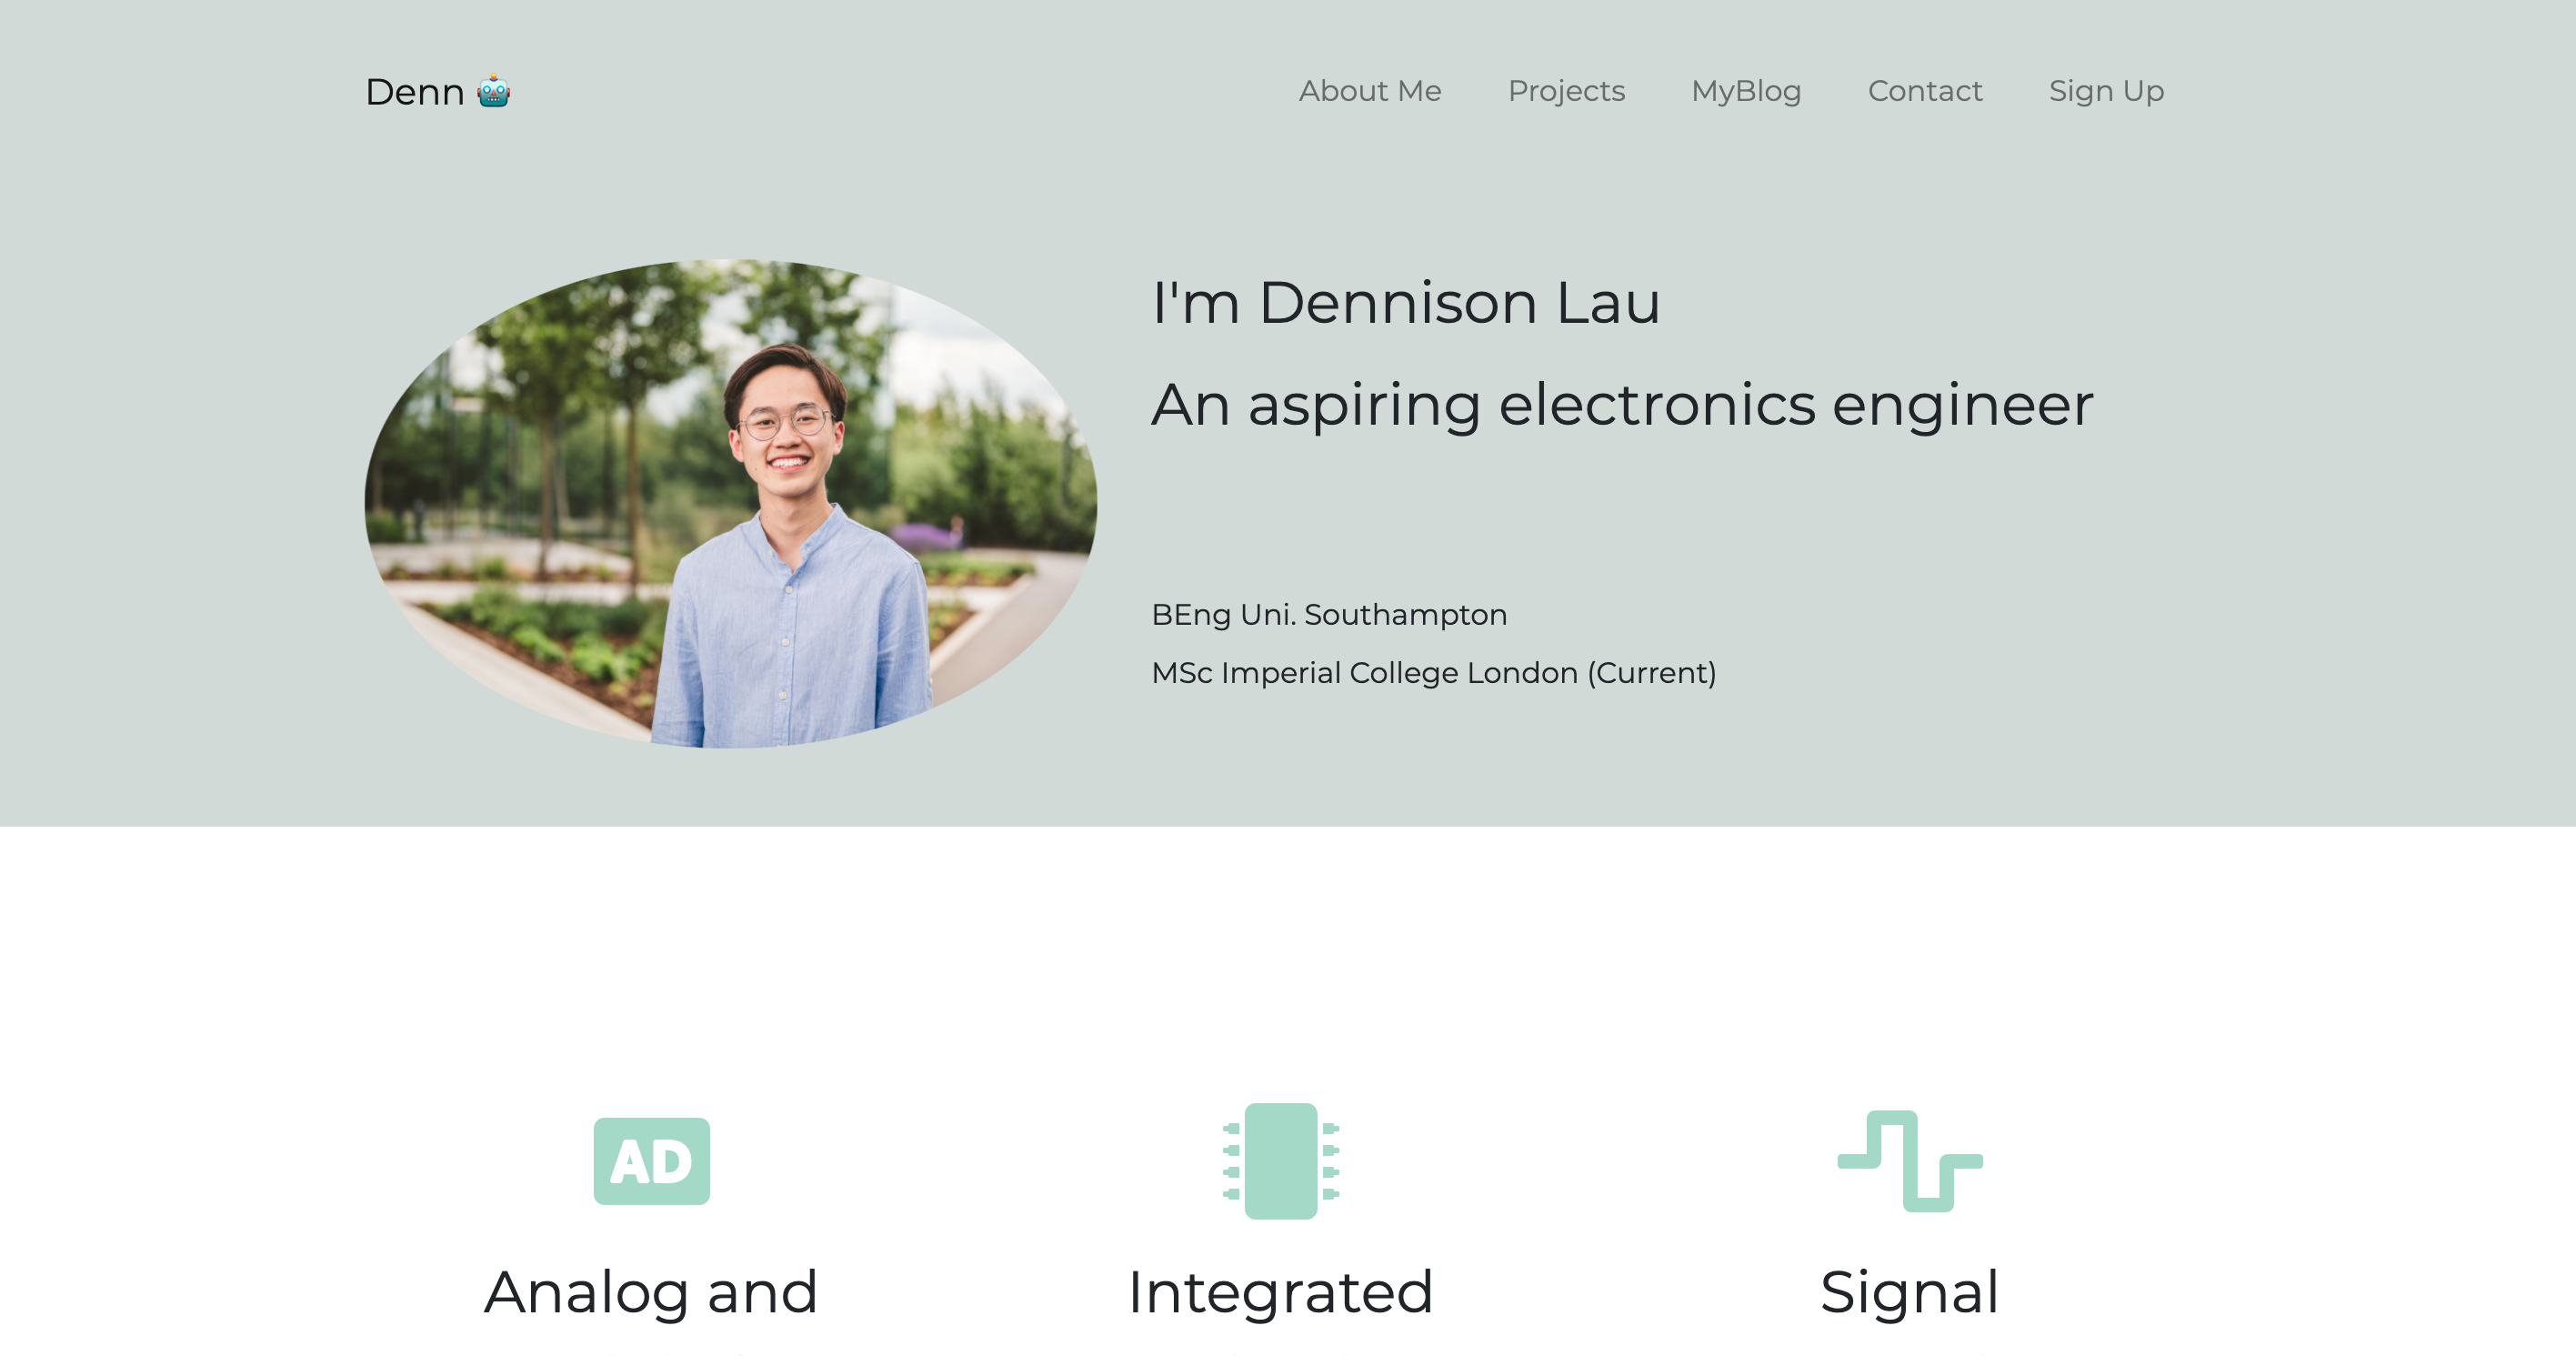 Denn 🤖
About Me Projects MyBlog Contact Sign Up
I'm Dennison Lau
An aspiring electronics engineer
BEng Uni. Southampton
MSc Imperial College London (Current)
AD
Analog and Integrated Signal